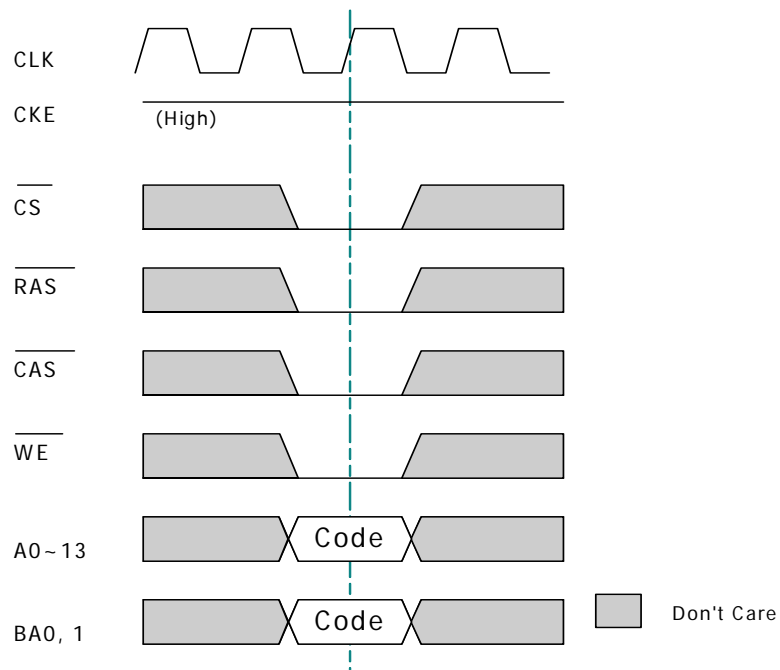 CLK
CKE
(High)
CS
RAS
CAS
WE
A0~13
Code
BA0, 1
Code
Don't Care